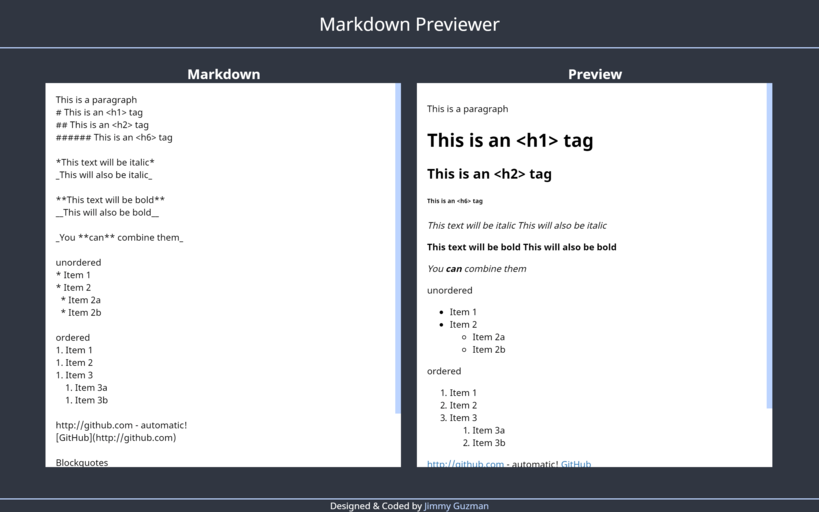 Markdown Previewer
Markdown
This is a paragraph
# This is an <h1> tag
## This is an <h2> tag
###### This is an <h6> tag
*This text will be italic*
_This will also be italic_
**This text will be bold**
__This will also be bold__
_You **can** combine them_
unordered
* Item 1
* Item 2
  * Item 2a
  * Item 2b
ordered
1. Item 1
1. Item 2
1. Item 3
   1. Item 3a
   1. Item 3b
http://github.com - automatic!
[GitHub](http://github.com)
Blockquotes
Preview
This is a paragraph
This is an <h1> tag
This is an <h2> tag
This is an <h6> tag
This text will be italic This will also be italic
This text will be bold This will also be bold
You can combine them
unordered
• Item 1
• Item 2
◦ Item 2a
◦ Item 2b
ordered
1. Item 1
2. Item 2
3. Item 3
1. Item 3a
2. Item 3b
http://github.com - automatic! GitHub
Designed & Coded by Jimmy Guzman